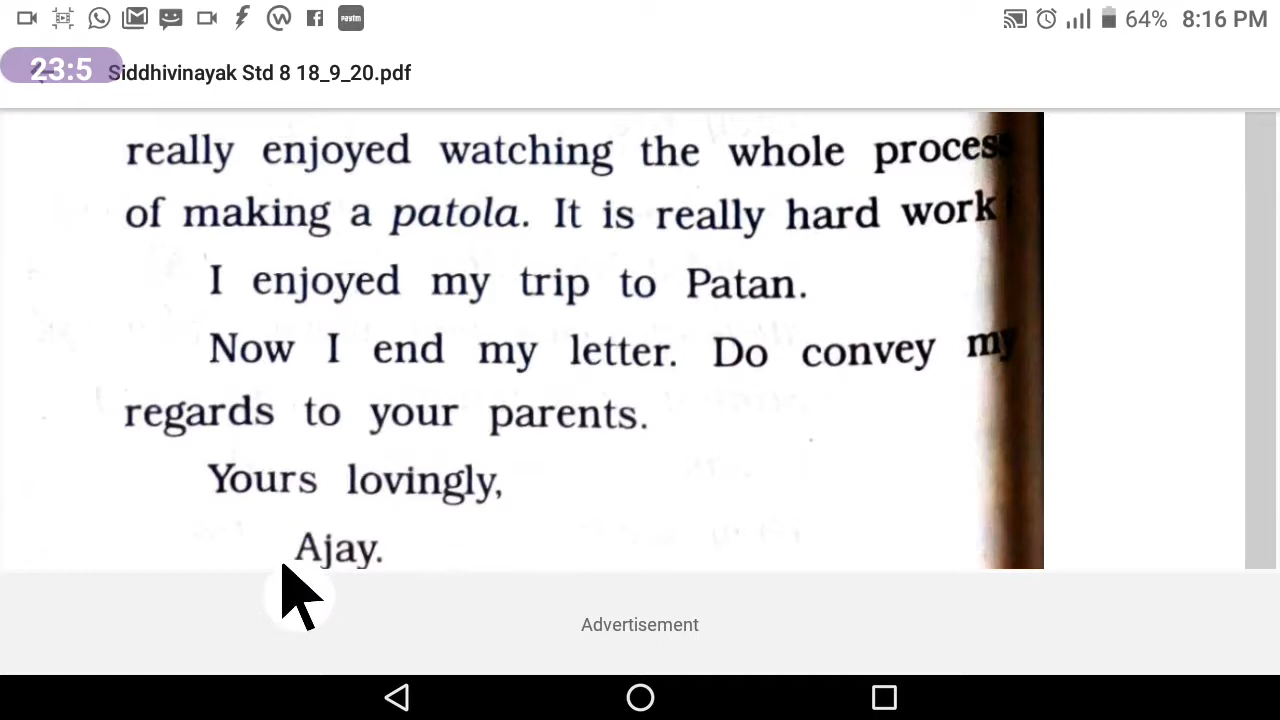 64% 8:16 PM
23:5 Siddhivinayak Std 8 18_9_20.pdf
really enjoyed watching the whole process
of making a patola. It is really hard work
I enjoyed my trip to Patan.
Now I end my letter. Do convey my
regards to your parents.
Yours lovingly,
Ajay.
Advertisement